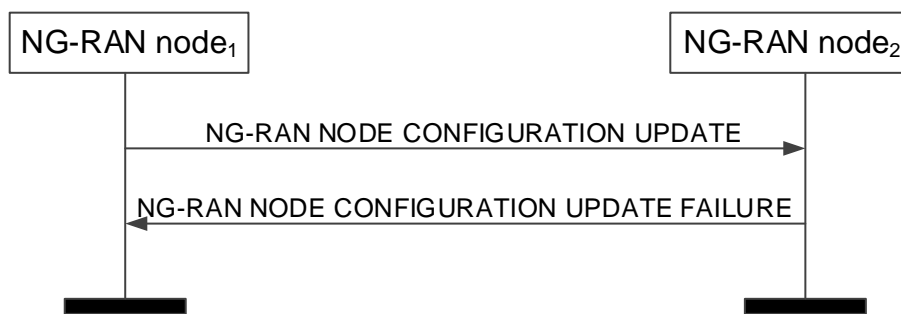 NG-RAN node₁
NG-RAN node₂
NG-RAN NODE CONFIGURATION UPDATE
NG-RAN NODE CONFIGURATION UPDATE FAILURE